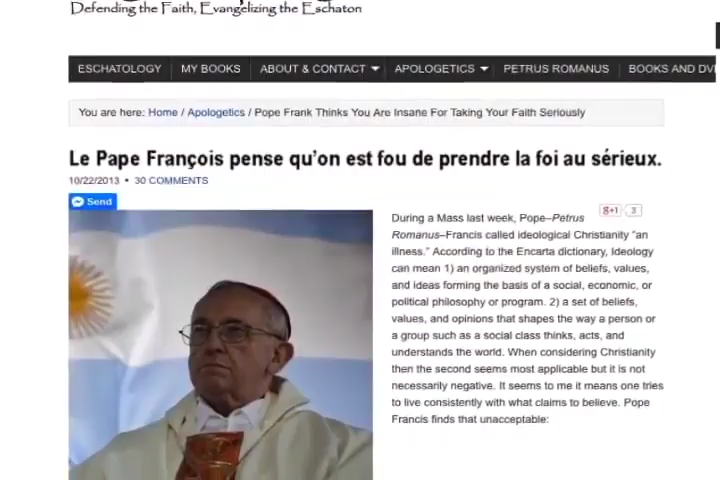 Defending the Faith, Evangelizing the Eschaton
ESCHATOLOGY MY BOOKS ABOUT & CONTACT APOLOGETICS PETRUS ROMANUS BOOKS AND DVI
You are here: Home / Apologetics / Pope Frank Thinks You Are Insane For Taking Your Faith Seriously
Le Pape François pense qu'on est fou de prendre la foi au sérieux.
10/22/2013 • 30 COMMENTS
Send
g+1 3
During a Mass last week, Pope–Petrus
Romanus–Francis called ideological Christianity "an
illness." According to the Encarta dictionary, Ideology
can mean 1) an organized system of beliefs, values,
and ideas forming the basis of a social, economic, or
political philosophy or program. 2) a set of beliefs,
values, and opinions that shapes the way a person or
a group such as a social class thinks, acts, and
understands the world. When considering Christianity
then the second seems most applicable but it is not
necessarily negative. It seems to me it means one tries
to live consistently with what claims to believe. Pope
Francis finds that unacceptable: